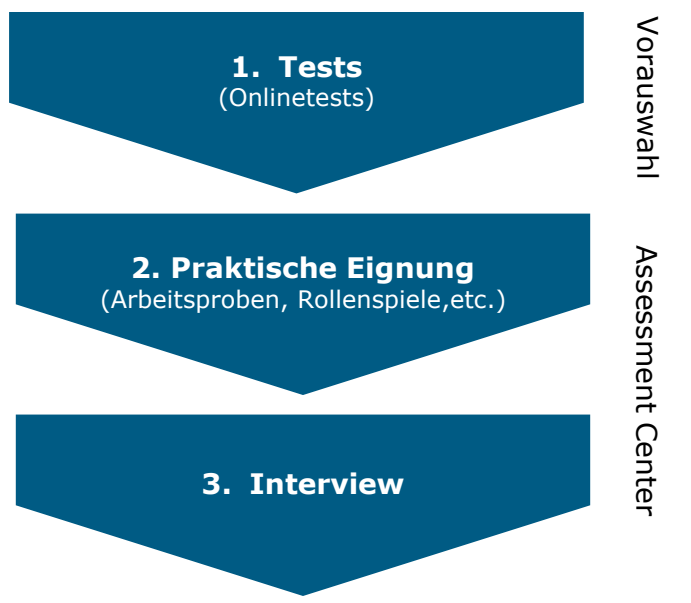 1. Tests
(Onlinetests)
Vorauswahl
2. Praktische Eignung
(Arbeitsproben, Rollenspiele,etc.)
Assessment Center
3. Interview